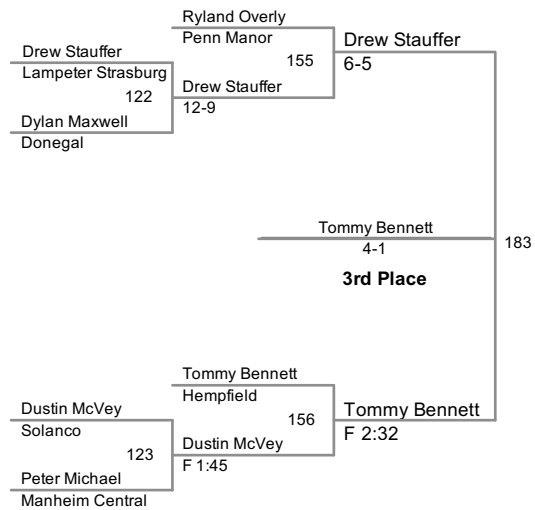 Ryland Overly
Penn Manor
Drew Stauffer
Drew Stauffer
155
6-5
Lampeter Strasburg
122
Drew Stauffer
12-9
Dylan Maxwell
Donegal
Tommy Bennett
183
4-1
3rd Place
Tommy Bennett
Hempfield
Dustin McVey
156
Tommy Bennett
Solanco
F 2:32
123
Dustin McVey
F 1:45
Peter Michael
Manheim Central